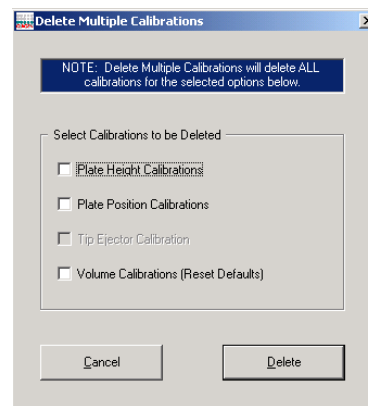 Delete Multiple Calibrations
NOTE: Delete Multiple Calibrations will delete ALL
calibrations for the selected options below.
Select Calibrations to be Deleted
Plate Height Calibrations
Plate Position Calibrations
Tip Ejector Calibration
Volume Calibrations (Reset Defaults)
Cancel
Delete